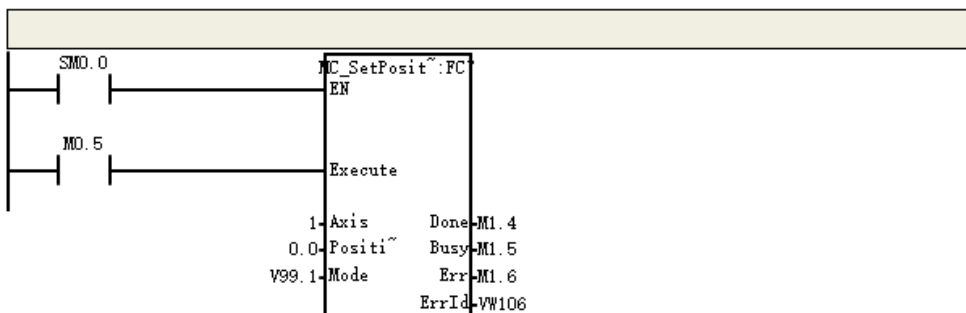 SM0.0
MC_SetPosit~:FC~
EN
M0.5
Execute
1 Axis Done M1.4
0.0 Positi~ Busy M1.5
V99.1 Mode Err M1.6
ErrId VW106